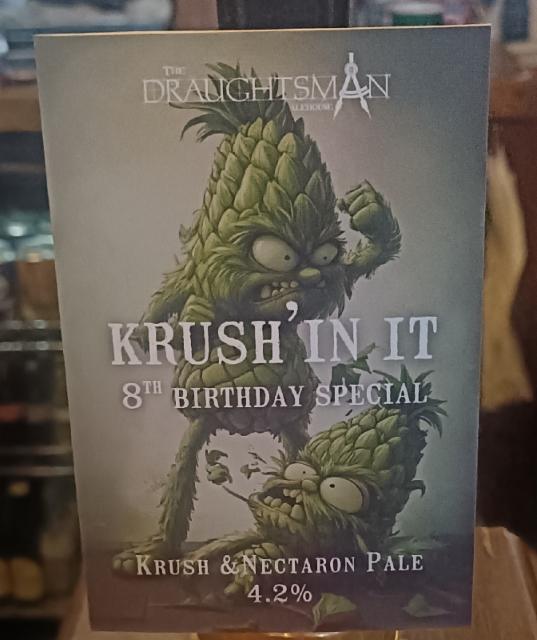 THE
DRAUGHTSMAN
ALEHOUSE
KRUSH'IN IT
8TH BIRTHDAY SPECIAL
KRUSH & NECTARON PALE
4.2%